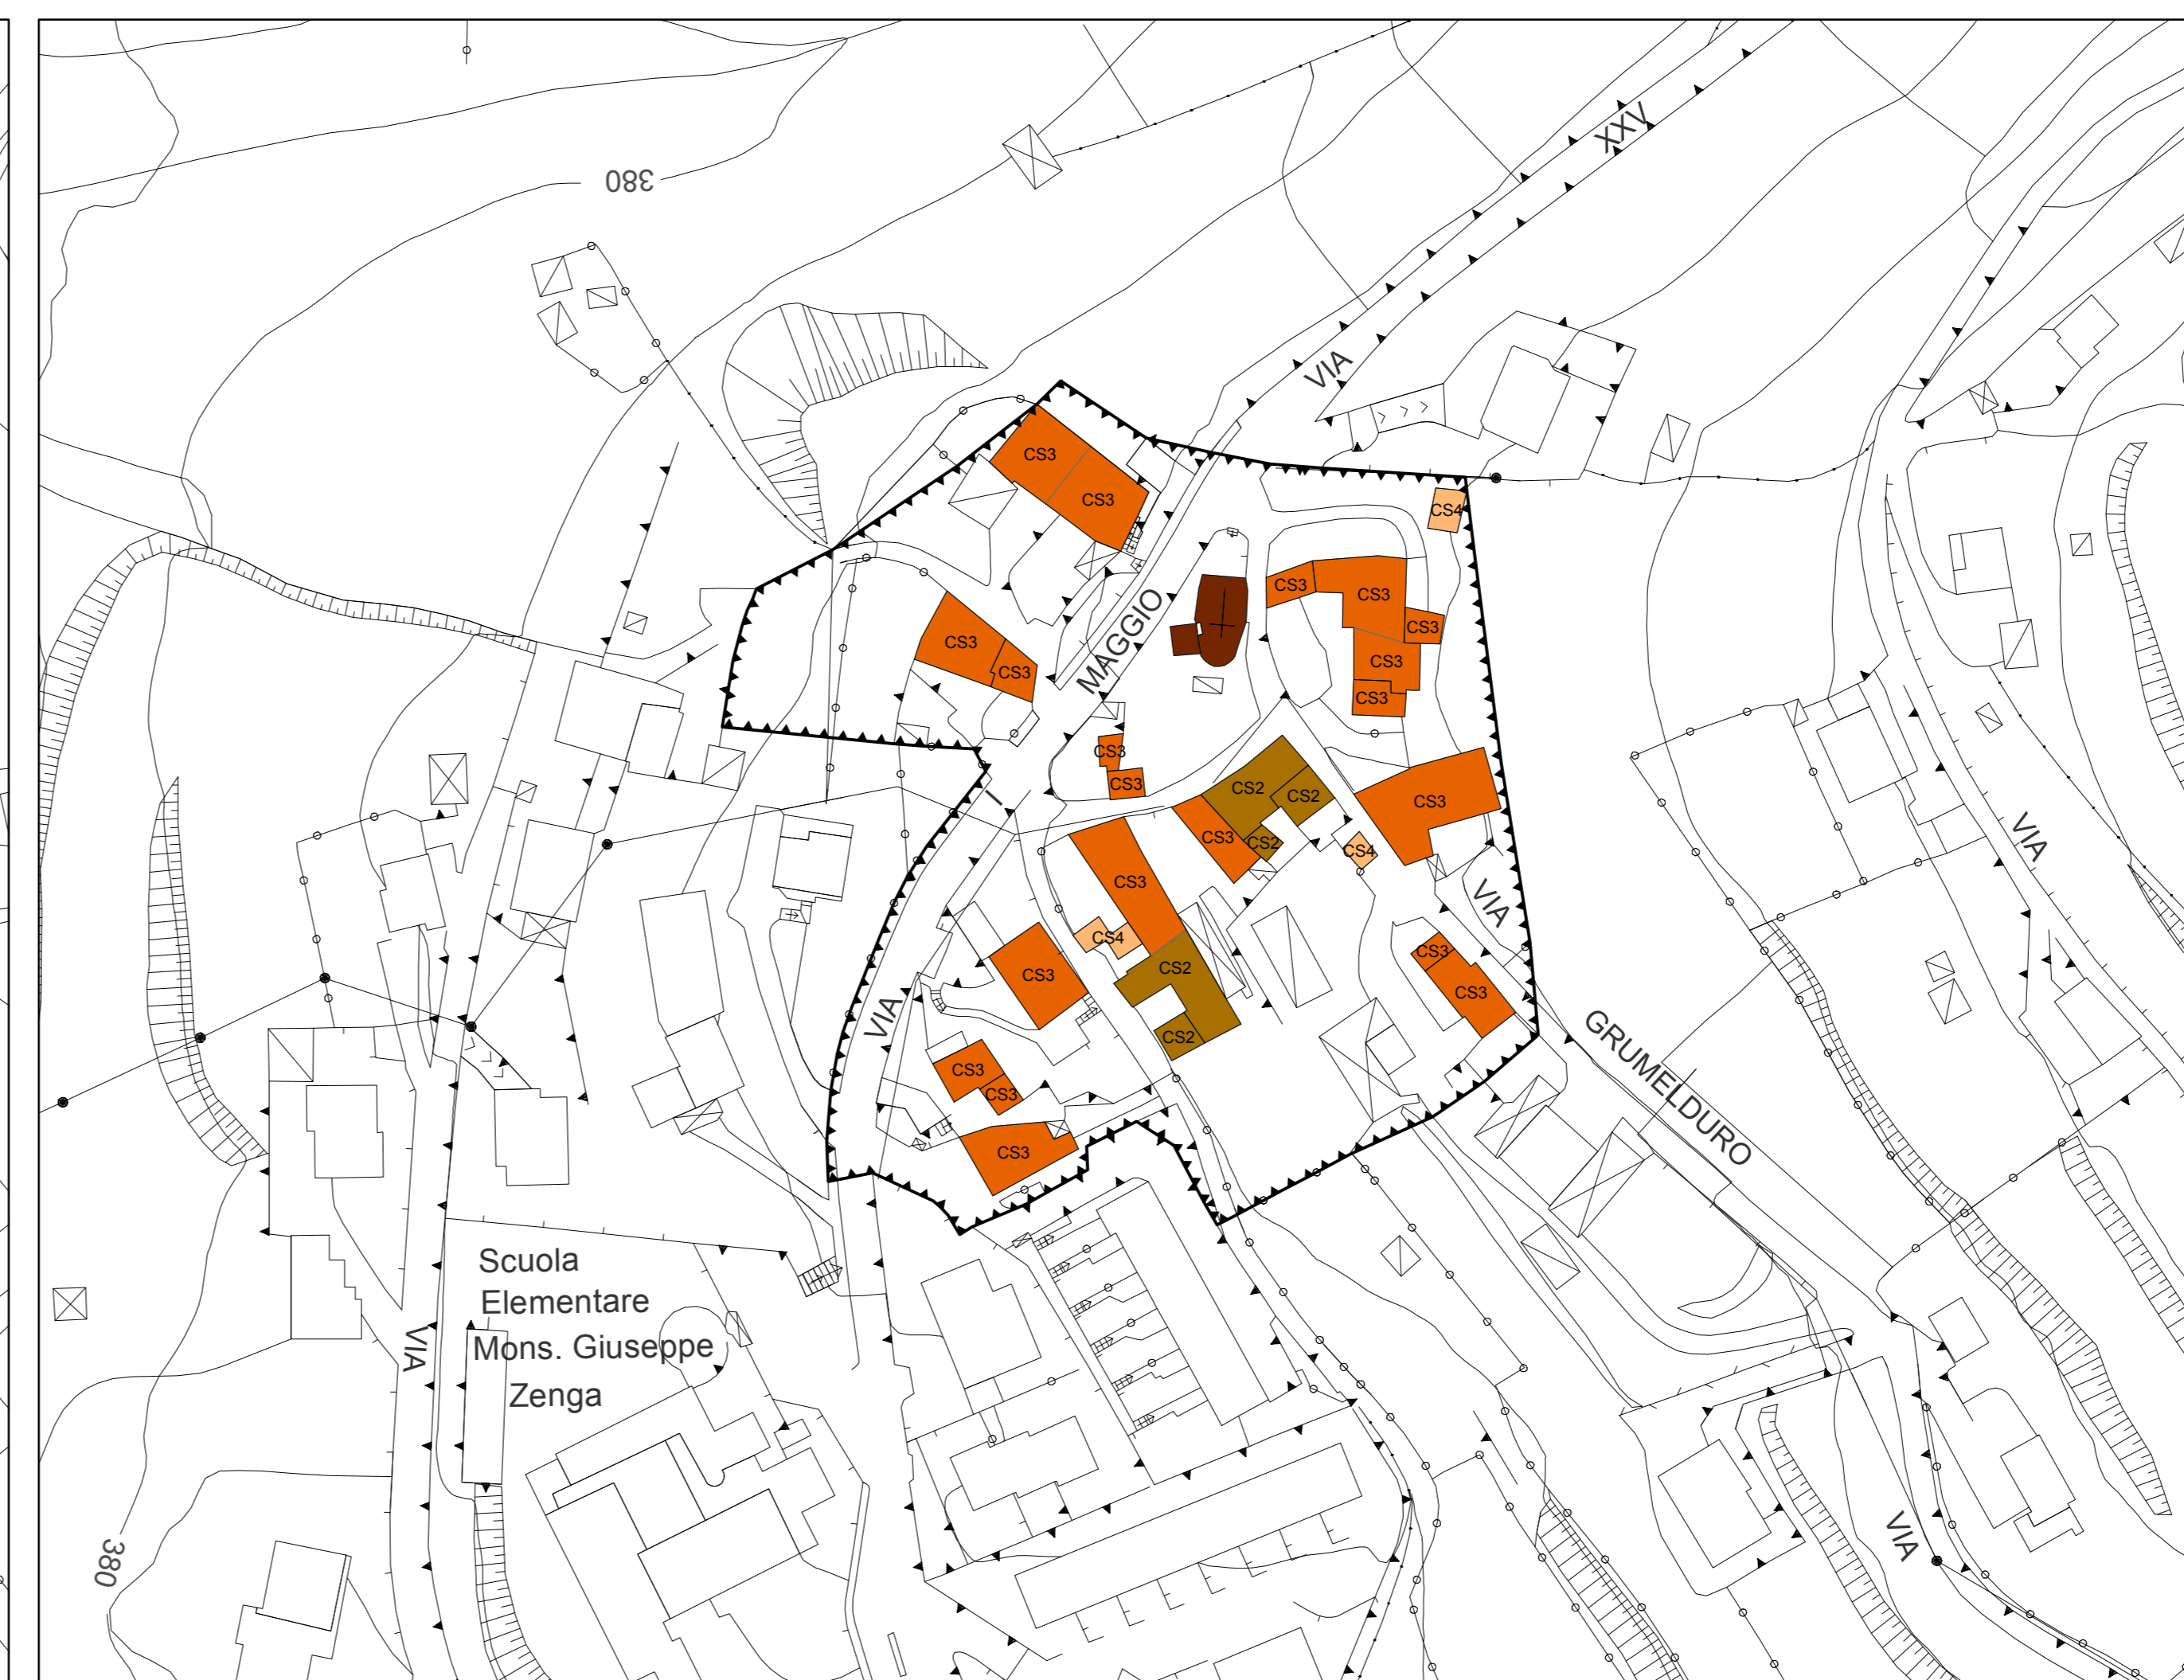 XXV
380
VIA
CS3
CS3
CS4
CS3
CS3
CS3
CS3
CS3
CS3
CS3
MAGGIO
CS3
CS3
I
CS2
CS2
CS3
CS3
CS2
CS4
CS3
VIA
CS4
CS3
CS2
CS3
CS3
VIA
CS2
CS3
CS3
CS3
GRUMELDURO
VIA
Scuola
Elementare
Mons. Giuseppe
Zenga
VIA
VIA
380